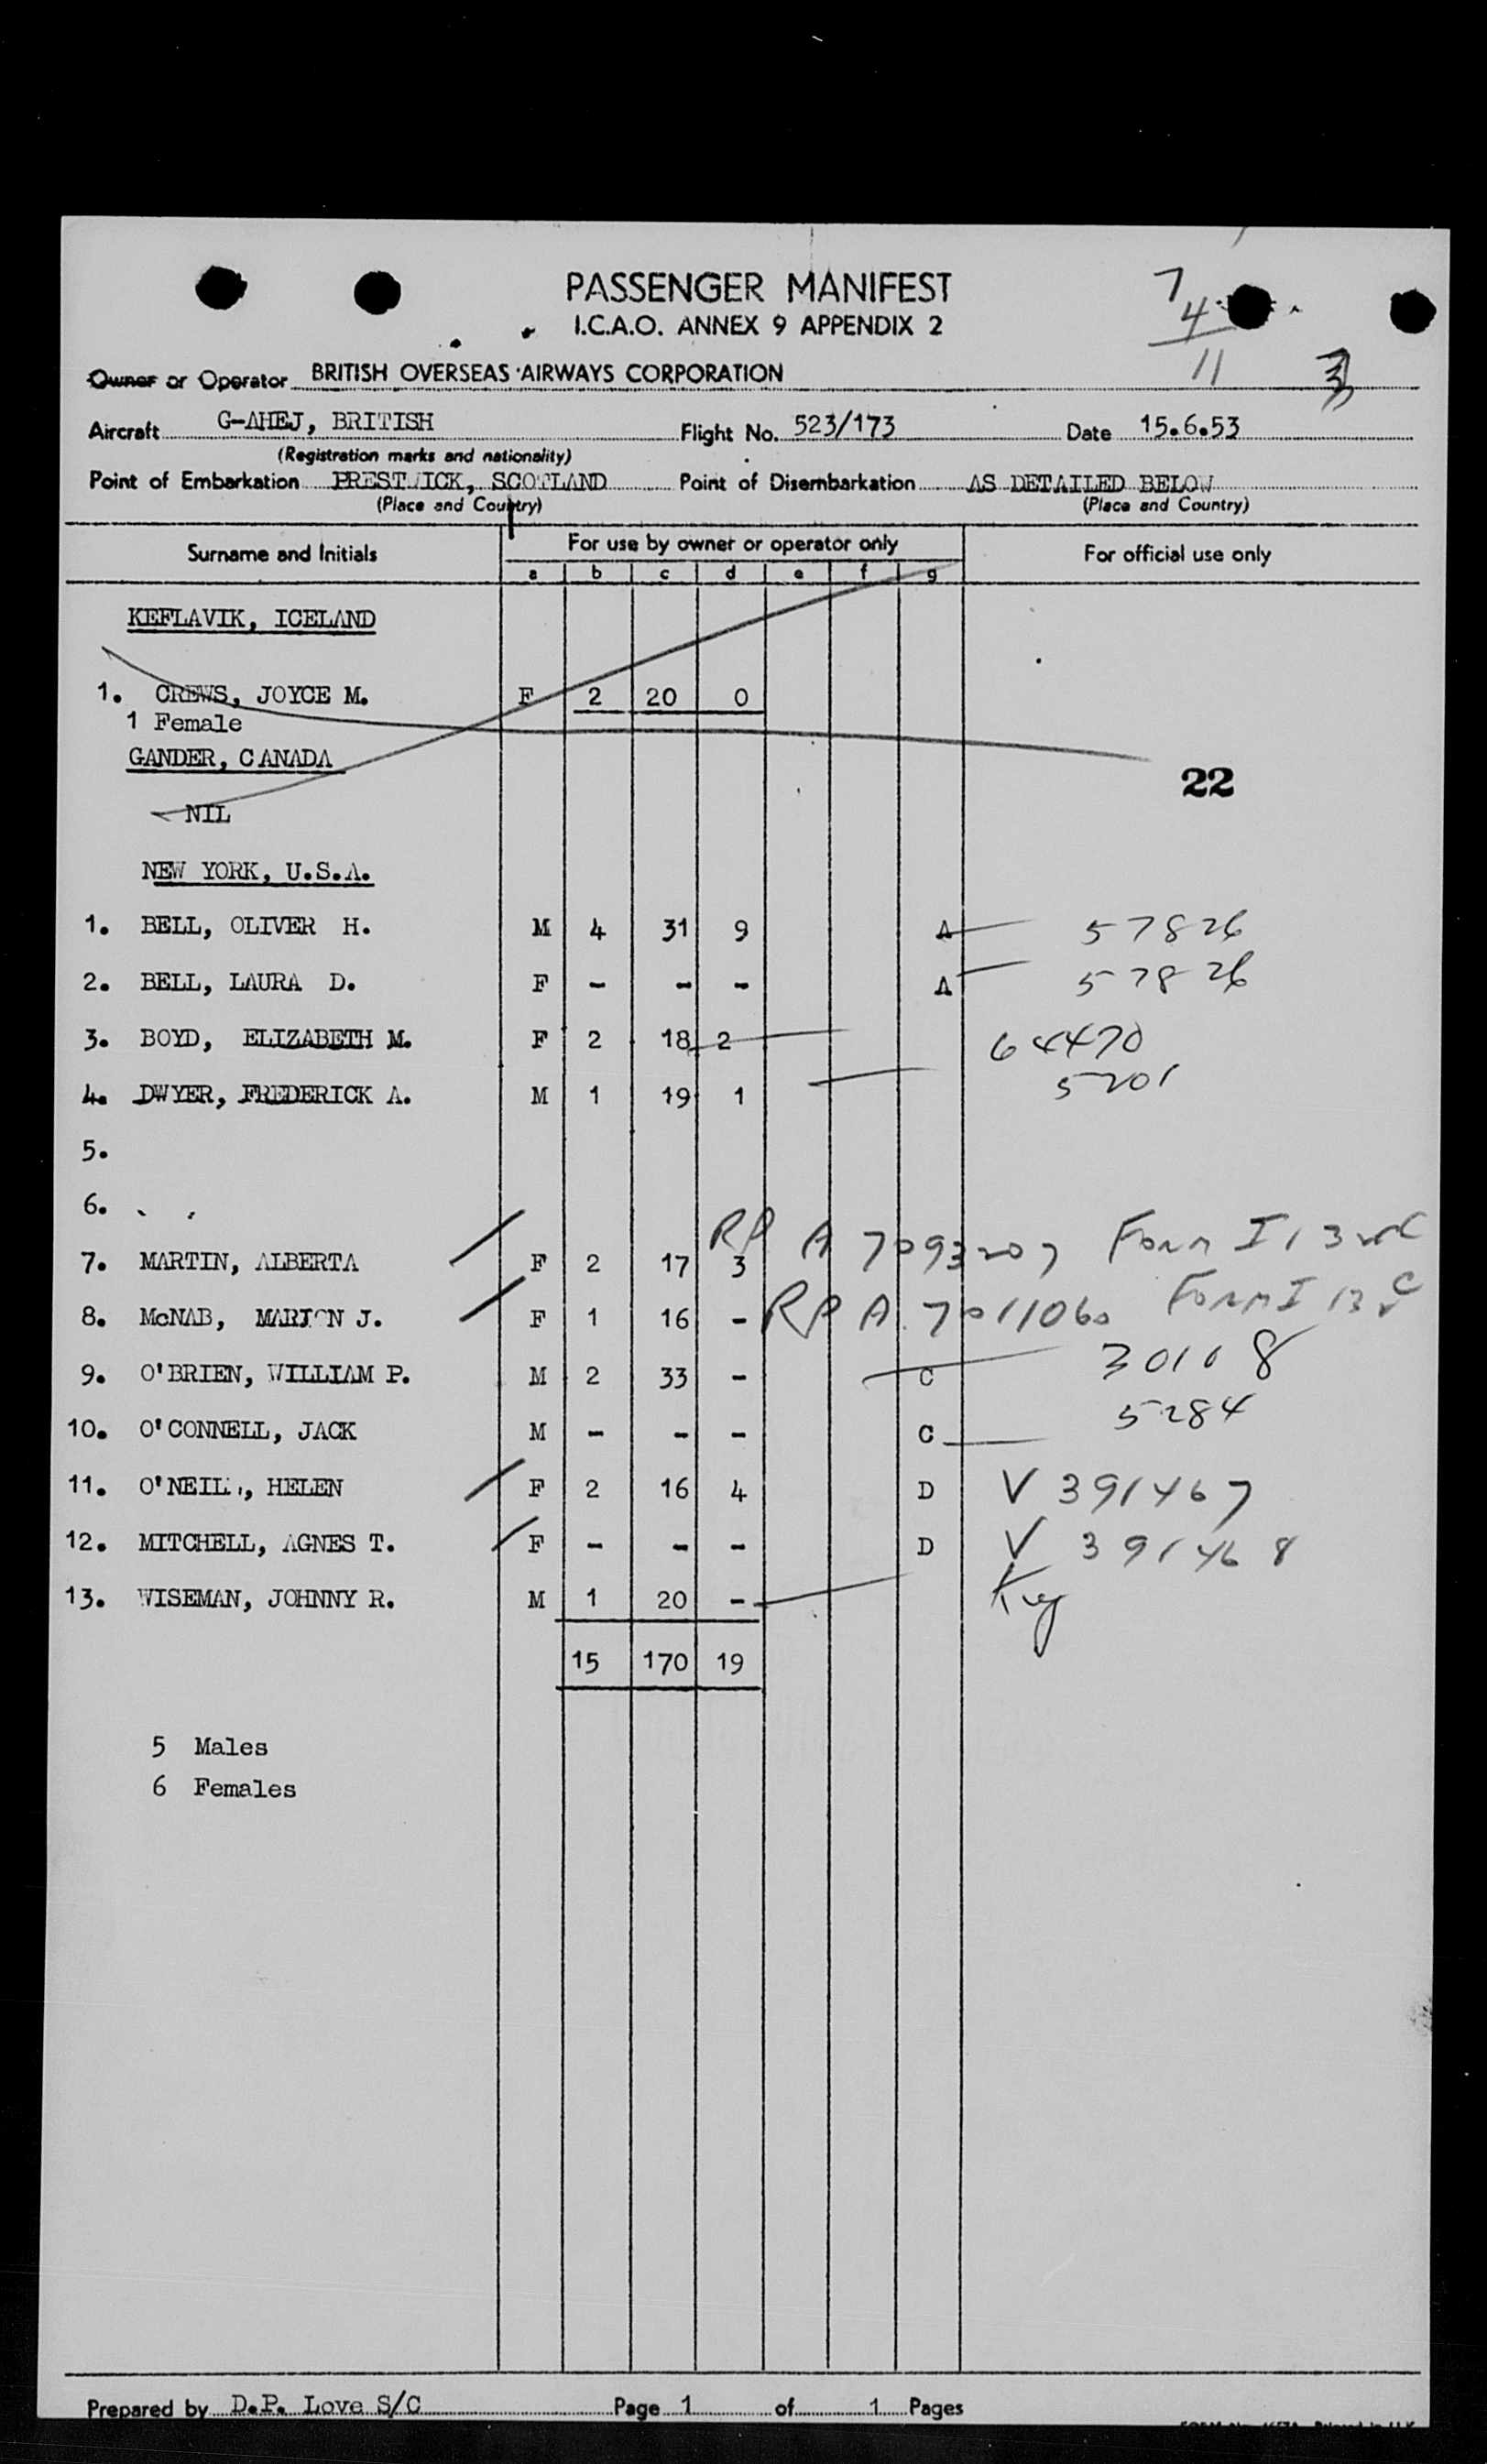 PASSENGER MANIFEST
I.C.A.O. ANNEX 9 APPENDIX 2
7
4
11
Owner or Operator BRITISH OVERSEAS AIRWAYS CORPORATION
Aircraft G-AHEJ, BRITISH Flight No. 523/173 Date 15.6.53
(Registration marks and nationality)
Point of Embarkation PRESTWICK, SCOTLAND Point of Disembarkation AS DETAILED BELOW
(Place and Country) (Place and Country)
Surname and Initials For use by owner or operator only For official use only
a b c d e f g
KEFLAVIK, ICELAND
1. CREWS, JOYCE M. F 2 20 0
1 Female
GANDER, CANADA
22
NIL
NEW YORK, U.S.A.
1. BELL, OLIVER H. M 4 31 9 A 57826
2. BELL, LAURA D. F - - - A 57826
3. BOYD, ELIZABETH M. F 2 18 2 64470
4. DWYER, FREDERICK A. M 1 19 1 5201
5.
6.
7. MARTIN, ALBERTA F 2 17 3 RP A 7093207 Form I 13
8. McNAB, MARION J. F 1 16 - RP A 7011060 Form I 13
9. O'BRIEN, WILLIAM P. M 2 33 - C 30108
10. O'CONNELL, JACK M - - - C 5284
11. O'NEILL, HELEN F 2 16 4 D V 391467
12. MITCHELL, AGNES T. F - - - D V 391468
13. WISEMAN, JOHNNY R. M 1 20 -
15 170 19
5 Males
6 Females
Prepared by D.P. Love S/C Page 1 of 1 Pages